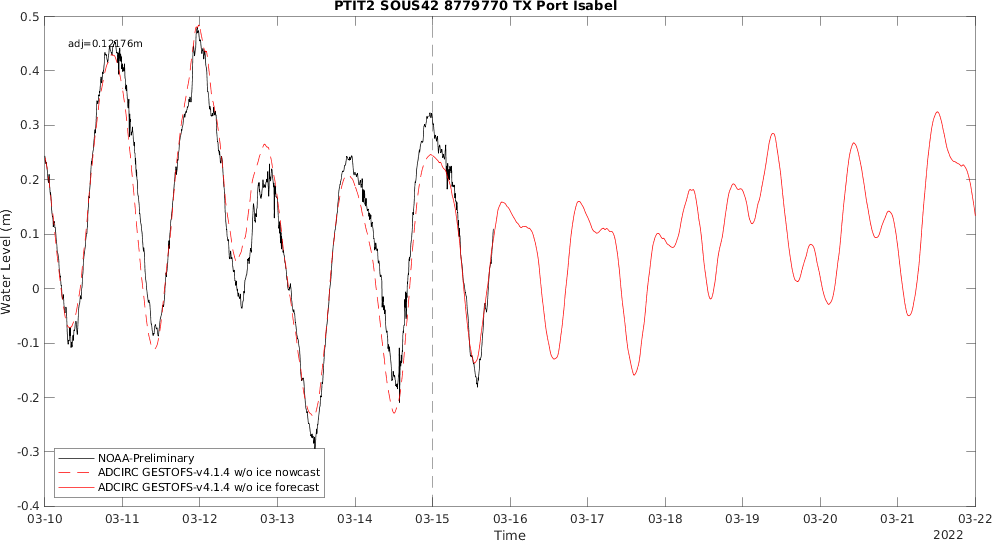 PTIT2 SOUS42 8779770 TX Port Isabel
0.5
adj=0.12176m
0.4
0.3
0.2
0.1
0
-0.1
-0.2
-0.3
-0.4
Water Level (m)
NOAA-Preliminary
ADCIRC GESTOFS-v4.1.4 w/o ice nowcast
ADCIRC GESTOFS-v4.1.4 w/o ice forecast
03-10 03-11 03-12 03-13 03-14 03-15 03-16 03-17 03-18 03-19 03-20 03-21 03-22
Time
2022